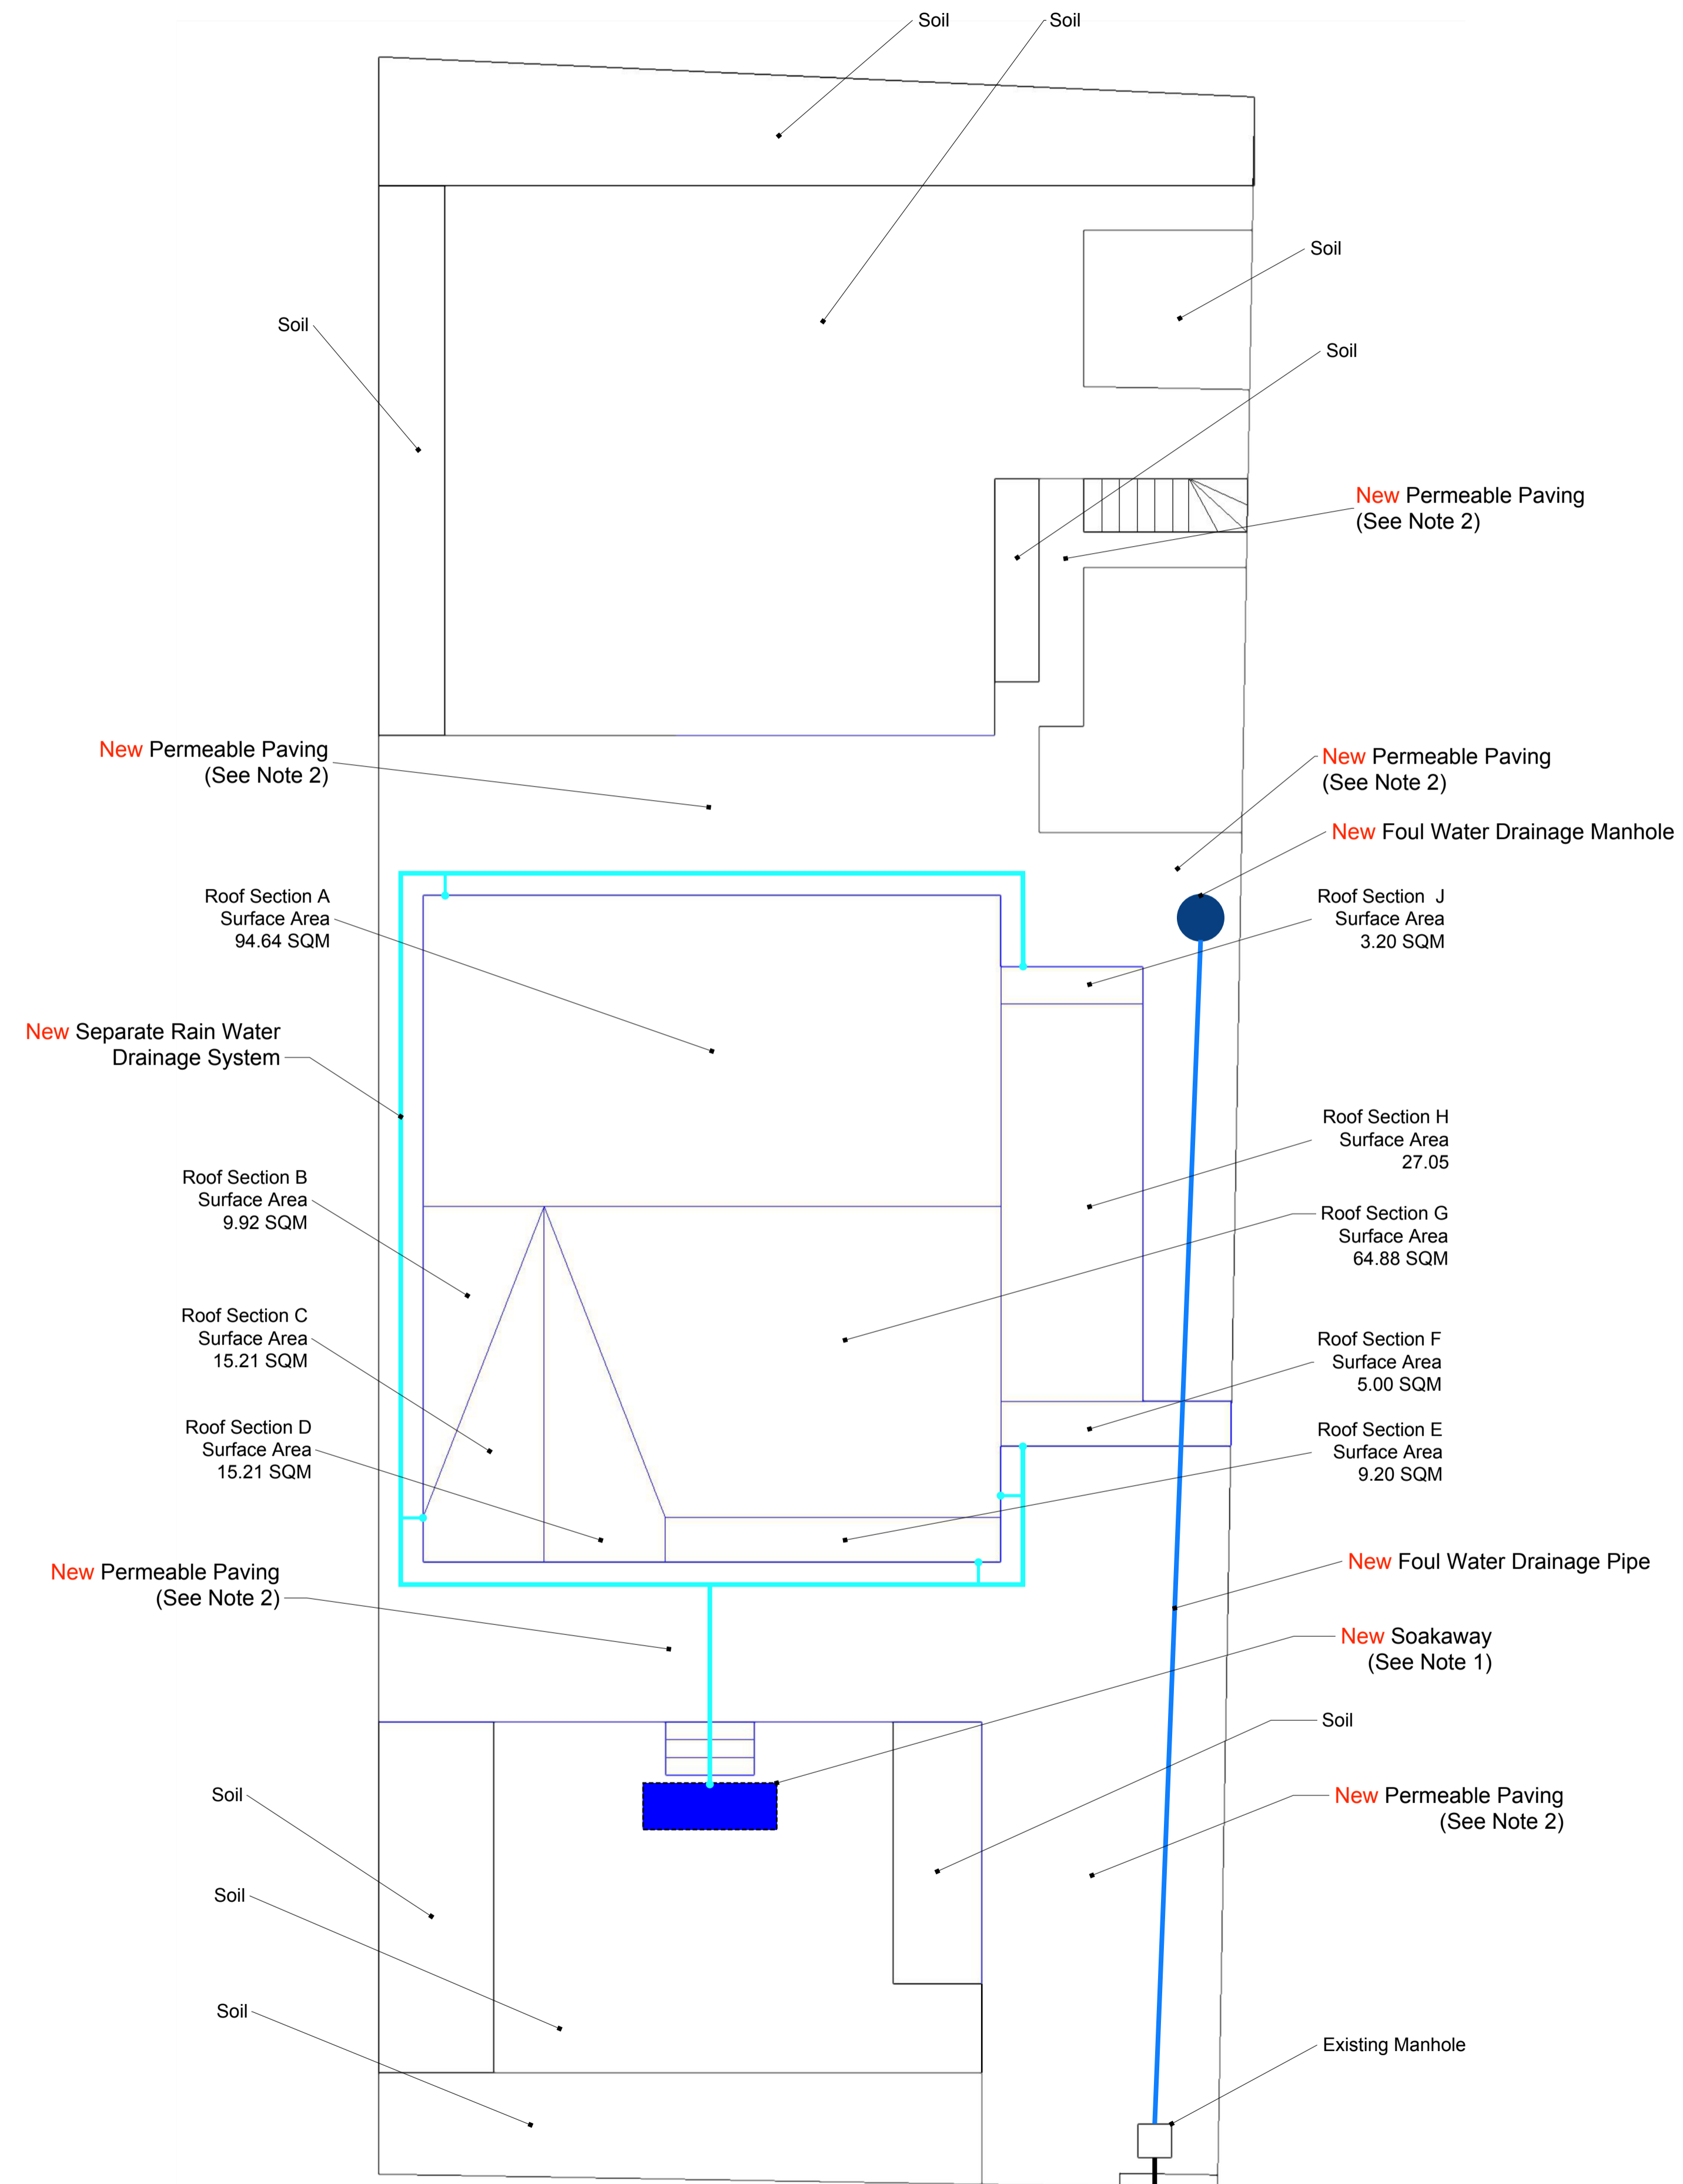 Soil
Soil
Soil
Soil
Soil
New Permeable Paving
(See Note 2)
New Permeable Paving
(See Note 2)
New Permeable Paving
(See Note 2)
New Foul Water Drainage Manhole
Roof Section A
Surface Area
94.64 SQM
Roof Section J
Surface Area
3.20 SQM
New Separate Rain Water
Drainage System
Roof Section H
Surface Area
27.05
Roof Section B
Surface Area
9.92 SQM
Roof Section G
Surface Area
64.88 SQM
Roof Section C
Surface Area
15.21 SQM
Roof Section F
Surface Area
5.00 SQM
Roof Section D
Surface Area
15.21 SQM
Roof Section E
Surface Area
9.20 SQM
New Permeable Paving
(See Note 2)
New Foul Water Drainage Pipe
New Soakaway
(See Note 1)
Soil
Soil
New Permeable Paving
(See Note 2)
Soil
Soil
Existing Manhole